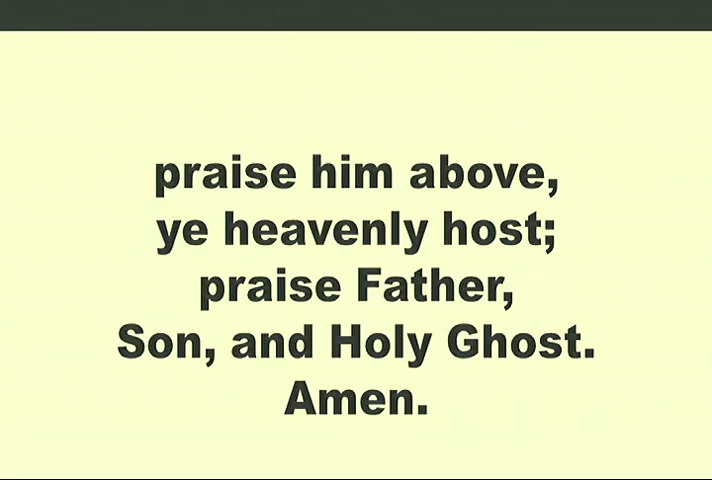 praise him above,
ye heavenly host;
praise Father,
Son, and Holy Ghost.
Amen.